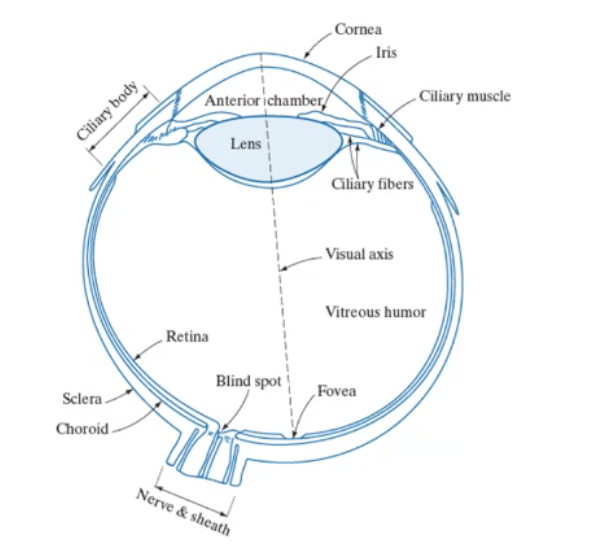 Cornea
Iris
Ciliary body
Anterior chamber
Ciliary muscle
Lens
Ciliary fibers
Visual axis
Vitreous humor
Retina
Blind spot
Fovea
Sclera
Choroid
Nerve & sheath